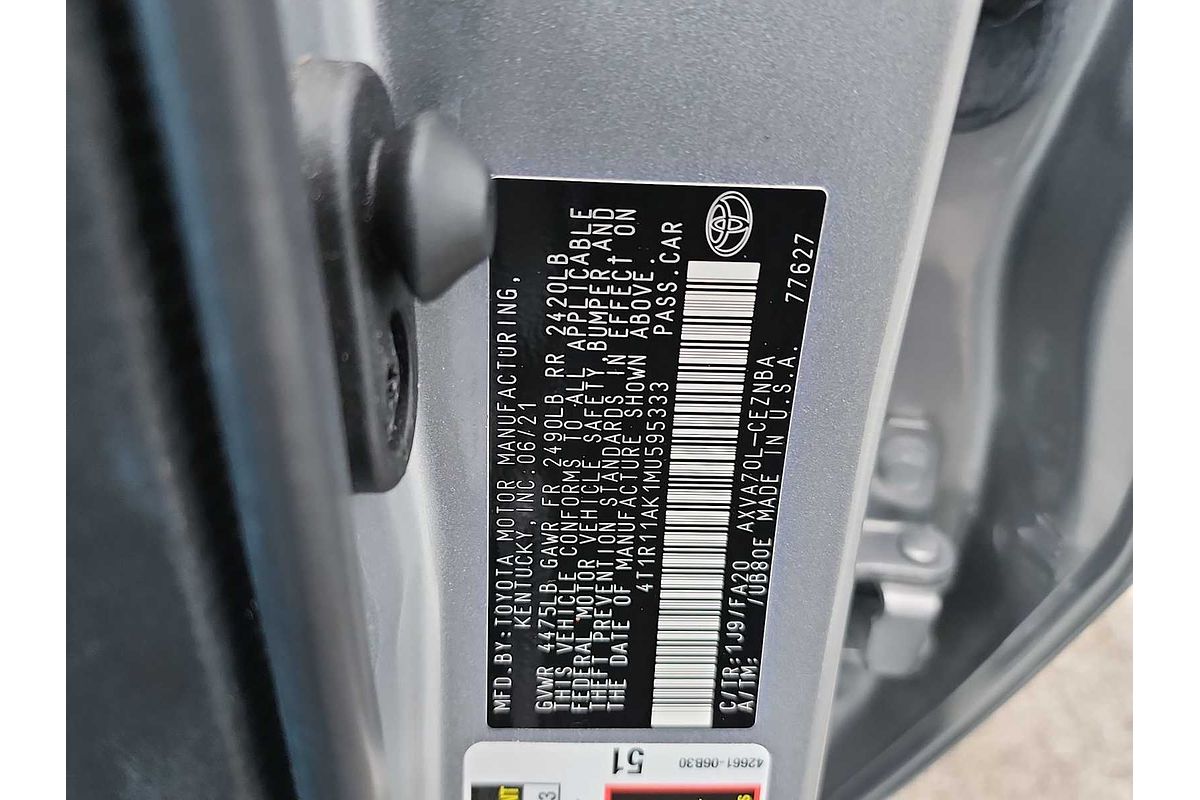 MFD.BY:TOYOTA MOTOR MANUFACTURING,
KENTUCKY,INC:06/21
GVWR 4475LB GAWR FR 2490LB RR 2420LB
THIS VEHICLE CONFORMS TO ALL APPLICABLE
FEDERAL MOTOR VEHICLE SAFETY,BUMPER,AND
THEFT PREVENTION STANDARDS IN EFFECT ON
THE DATE OF MANUFACTURE SHOWN ABOVE.
4T1R11AK1MU595333 PASS.CAR
C/TR:1J9/FA20 AXVA70L-CEZNBA 77627
A/TM: /UB80E MADE IN U.S.A.
51
42661-06B30